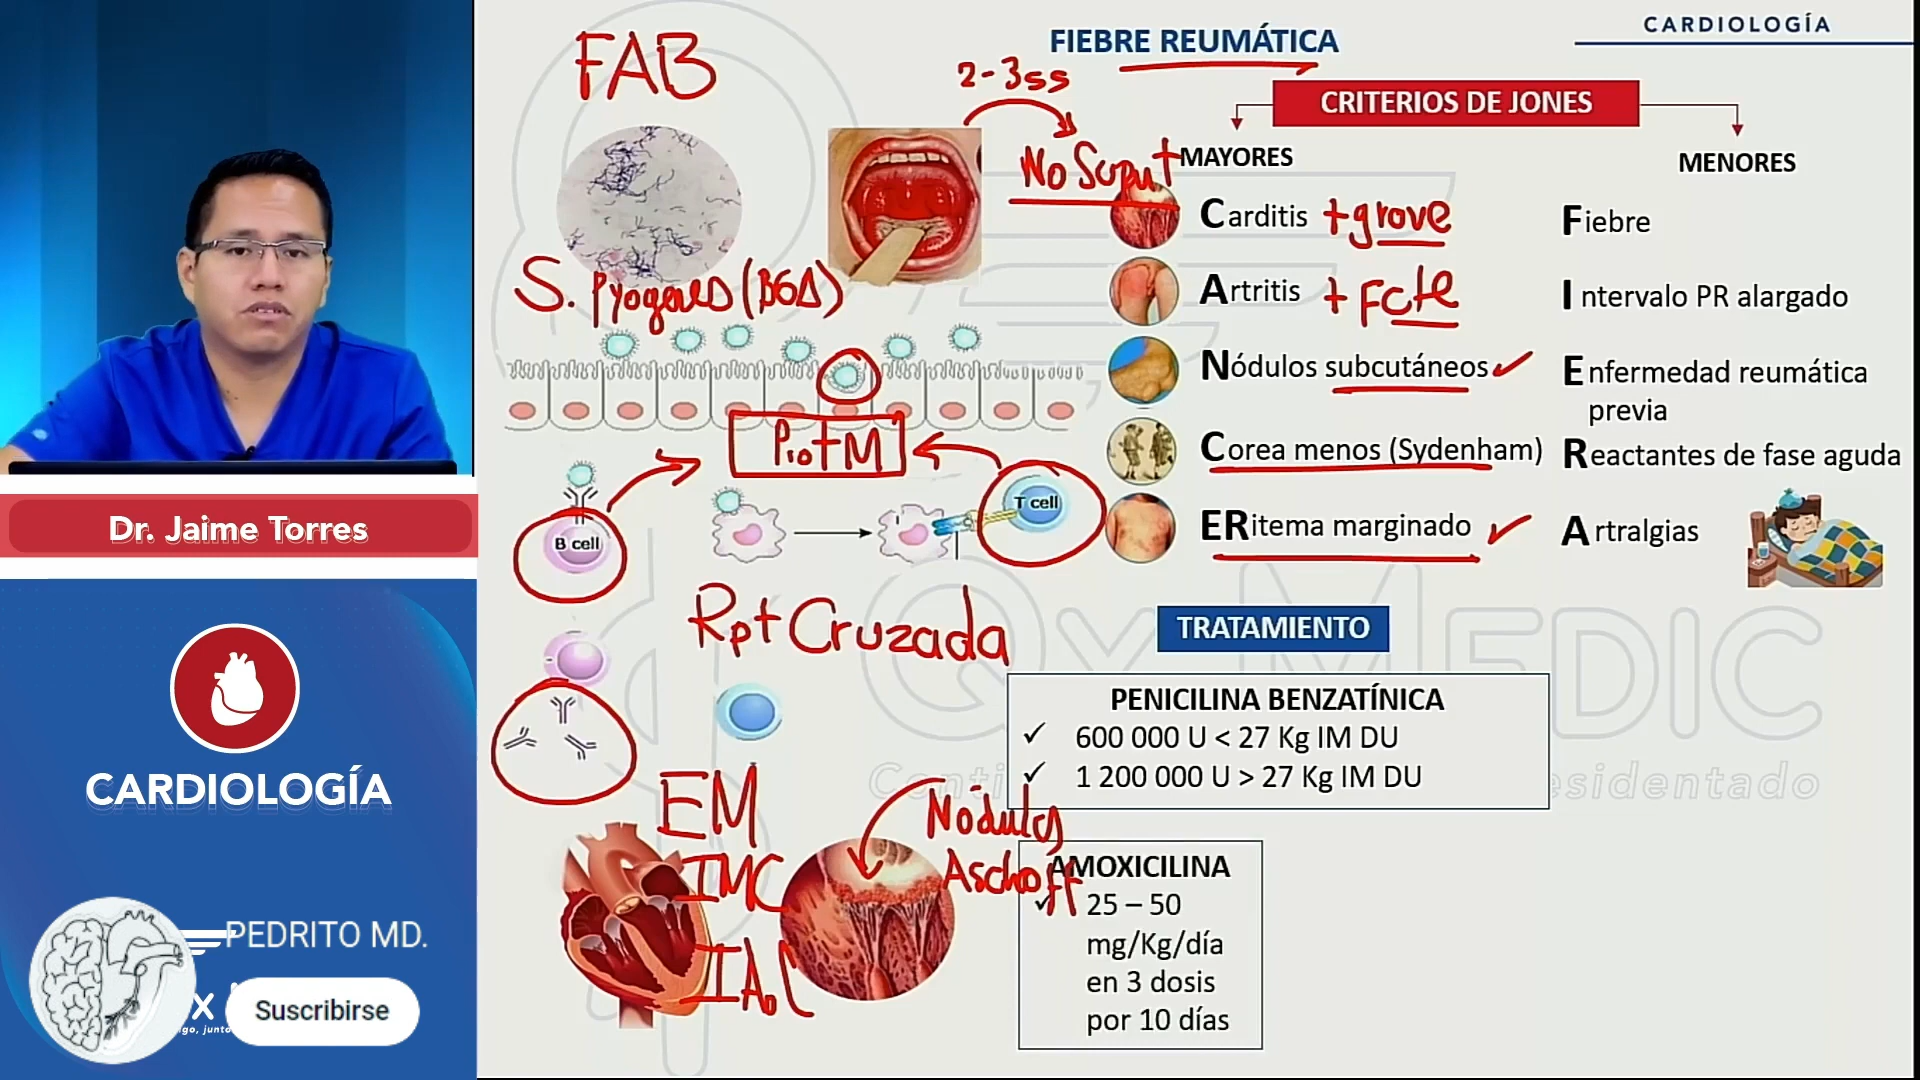 CARDIOLOGÍA
FIEBRE REUMÁTICA
FAB
2-3ss
CRITERIOS DE JONES
MAYORES
MENORES
No Suput
Carditis +grave
Fiebre
S. Pyogenes (BGA)
Artritis + Fcte
Intervalo PR alargado
Nódulos subcutáneos
Enfermedad reumática
previa
Prot M
Corea menos (Sydenham)
Reactantes de fase aguda
T cell
B cell
ERitema marginado
Artralgias
Dr. Jaime Torres
Rpt Cruzada
TRATAMIENTO
PENICILINA BENZATÍNICA
✓ 600 000 U < 27 Kg IM DU
✓ 1 200 000 U > 27 Kg IM DU
CARDIOLOGÍA
EM
IMC
Nódulos
Aschoff
AMOXICILINA
✓ 25 – 50
mg/Kg/día
en 3 dosis
por 10 días
PEDRITO MD.
Suscribirse